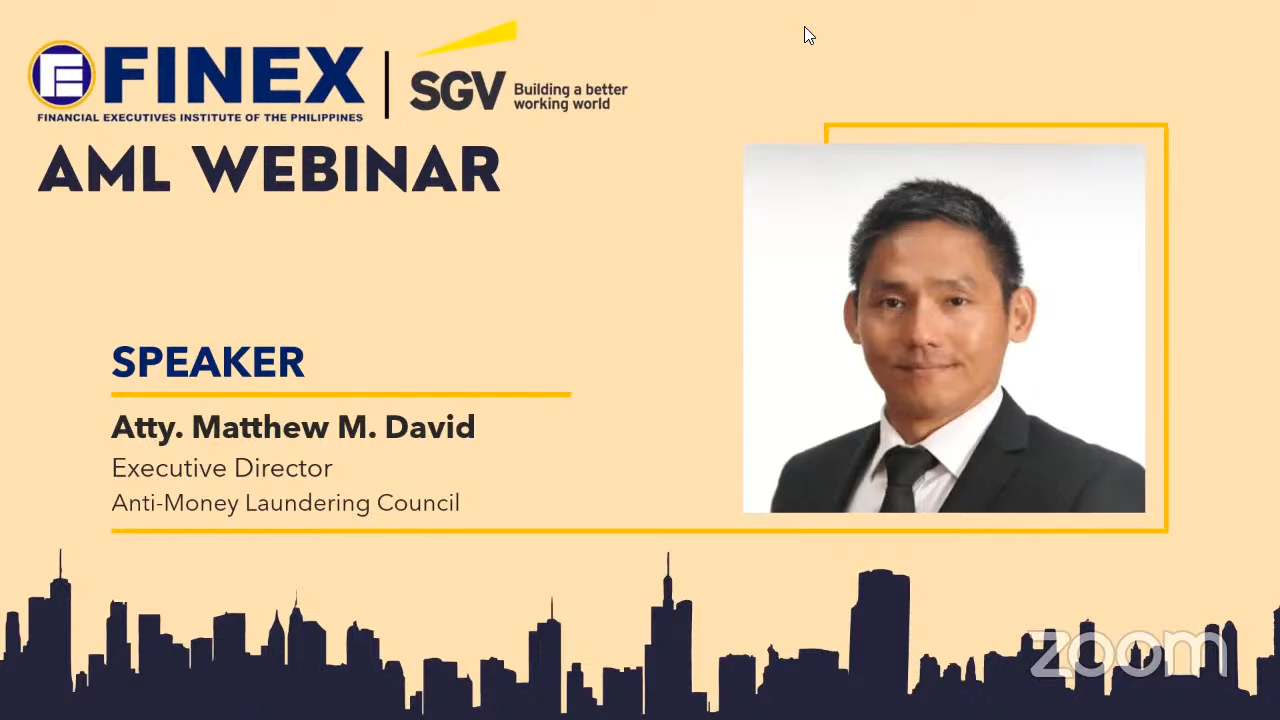 FINEX
FINANCIAL EXECUTIVES INSTITUTE OF THE PHILIPPINES
SGV
Building a better
working world
AML WEBINAR
SPEAKER
Atty. Matthew M. David
Executive Director
Anti-Money Laundering Council
zoom